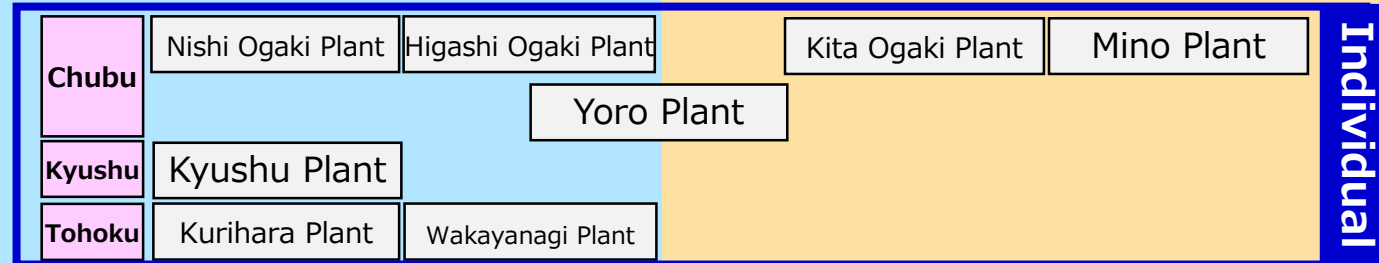 Chubu
Nishi Ogaki Plant
Higashi Ogaki Plant
Kita Ogaki Plant
Mino Plant
Yoro Plant
Kyushu
Kyushu Plant
Tohoku
Kurihara Plant
Wakayanagi Plant
Individual